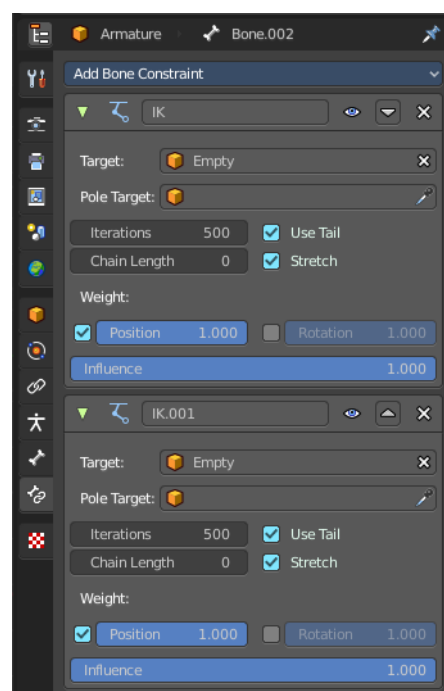 Armature Bone.002
Add Bone Constraint
IK
Target: Empty
Pole Target:
Iterations 500 Use Tail
Chain Length 0 Stretch
Weight:
Position 1.000 Rotation 1.000
Influence 1.000
IK.001
Target: Empty
Pole Target:
Iterations 500 Use Tail
Chain Length 0 Stretch
Weight:
Position 1.000 Rotation 1.000
Influence 1.000